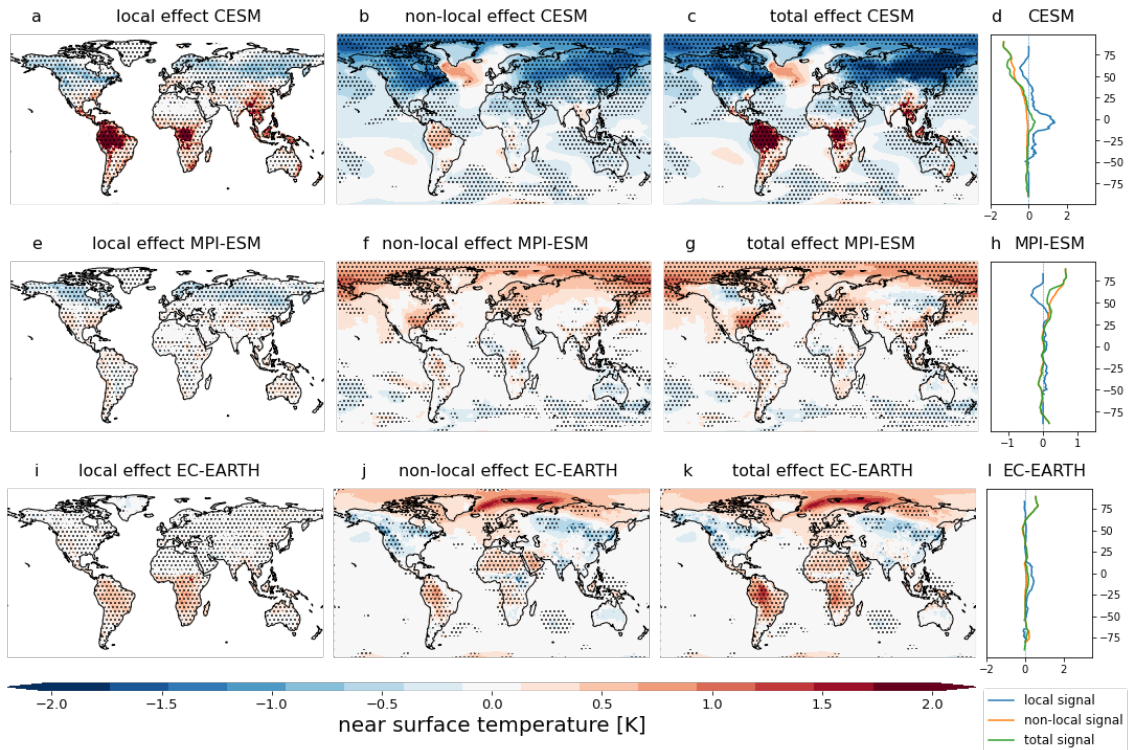 a local effect CESM b non-local effect CESM c total effect CESM d CESM
75
50
25
0
−25
−50
−75
−2 0 2
e local effect MPI-ESM f non-local effect MPI-ESM g total effect MPI-ESM h MPI-ESM
75
50
25
0
−25
−50
−75
−1 0 1
i local effect EC-EARTH j non-local effect EC-EARTH k total effect EC-EARTH l EC-EARTH
75
50
25
0
−25
−50
−75
−2 0 2
−2.0 −1.5 −1.0 −0.5 0.0 0.5 1.0 1.5 2.0
near surface temperature [K]
local signal
non-local signal
total signal